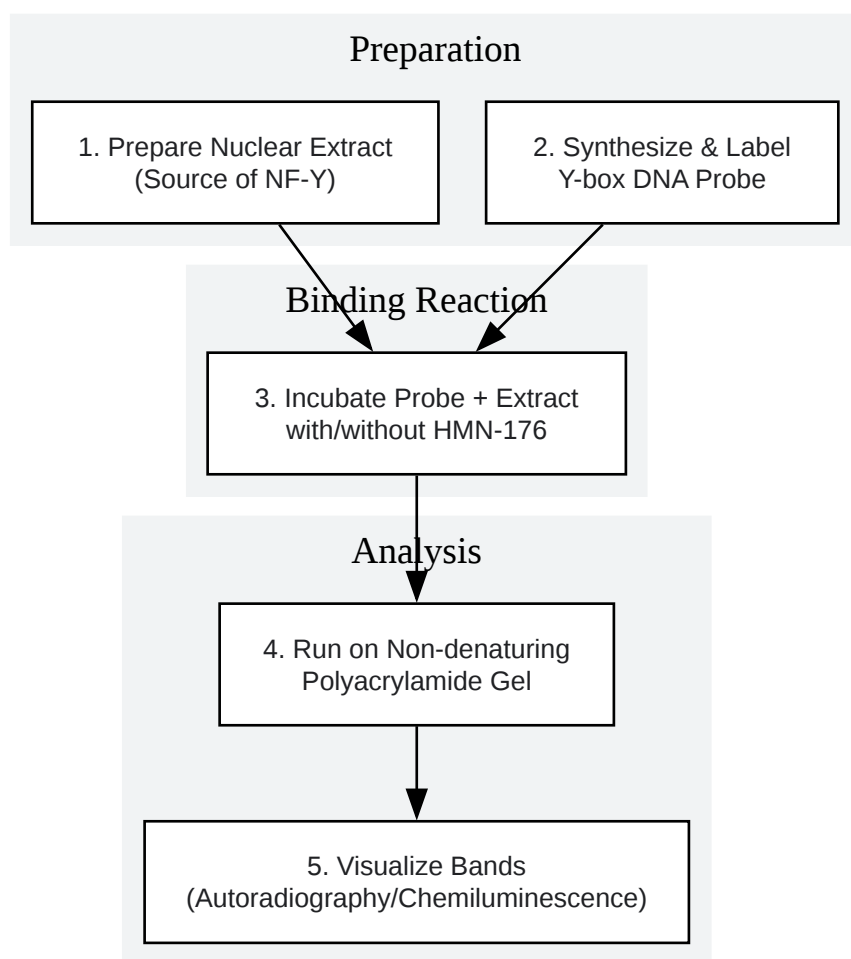 Preparation
1. Prepare Nuclear Extract
(Source of NF-Y)
2. Synthesize & Label
Y-box DNA Probe
Binding Reaction
3. Incubate Probe + Extract
with/without HMN-176
Analysis
4. Run on Non-denaturing
Polyacrylamide Gel
5. Visualize Bands
(Autoradiography/Chemiluminescence)